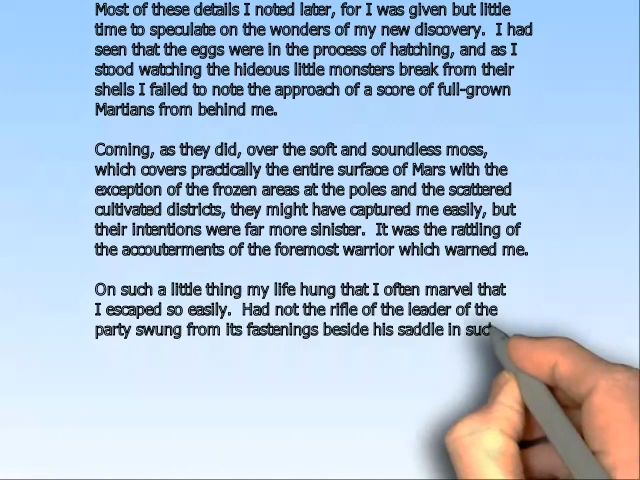 Most of these details I noted later, for I was given but little
time to speculate on the wonders of my new discovery.  I had
seen that the eggs were in the process of hatching, and as I
stood watching the hideous little monsters break from their
shells I failed to note the approach of a score of full-grown
Martians from behind me.

Coming, as they did, over the soft and soundless moss,
which covers practically the entire surface of Mars with the
exception of the frozen areas at the poles and the scattered
cultivated districts, they might have captured me easily, but
their intentions were far more sinister.  It was the rattling of
the accouterments of the foremost warrior which warned me.

On such a little thing my life hung that I often marvel that
I escaped so easily.  Had not the rifle of the leader of the
party swung from its fastenings beside his saddle in